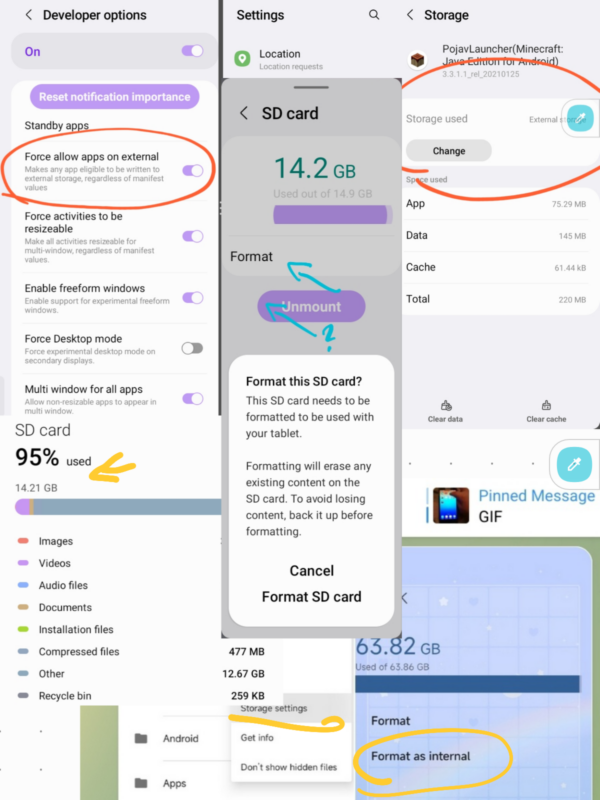 Developer options
On
Reset notification importance
Standby apps
Force allow apps on external
Makes any app eligible to be written to
external storage, regardless of manifest
values
Force activities to be
resizeable
Make all activities resizeable for
multi-window, regardless of manifest
values.
Enable freeform windows
Enable support for experimental freeform
windows.
Force Desktop mode
Force experimental desktop mode on
secondary displays.
Multi window for all apps
Allow non-resizable apps to appear in
multi window.
Settings
Location
Location requests
SD card
14.2 GB
Used out of 14.9 GB
Format
Unmount
?
Format this SD card?
This SD card needs to be
formatted to be used with
your tablet.
Formatting will erase any
existing content on the
SD card. To avoid losing
content, back it up before
formatting.
Cancel
Format SD card
Storage
PojavLauncher(Minecraft:
Java Edition for Android)
3.3.1.1_rel_20210125
Storage used
External
Change
Space used
App
75.29 MB
Data
145 MB
Cache
61.44 kB
Total
220 MB
Clear data
Clear cache
SD card
95% used
14.21 GB
Images
Videos
Audio files
Documents
Installation files
Compressed files
477 MB
Other
12.67 GB
Recycle bin
259 KB
Pinned Message
GIF
63.82 GB
Used of 63.86 GB
Format
Format as internal
Storage settings
Get info
Don't show hidden files
Android
Apps